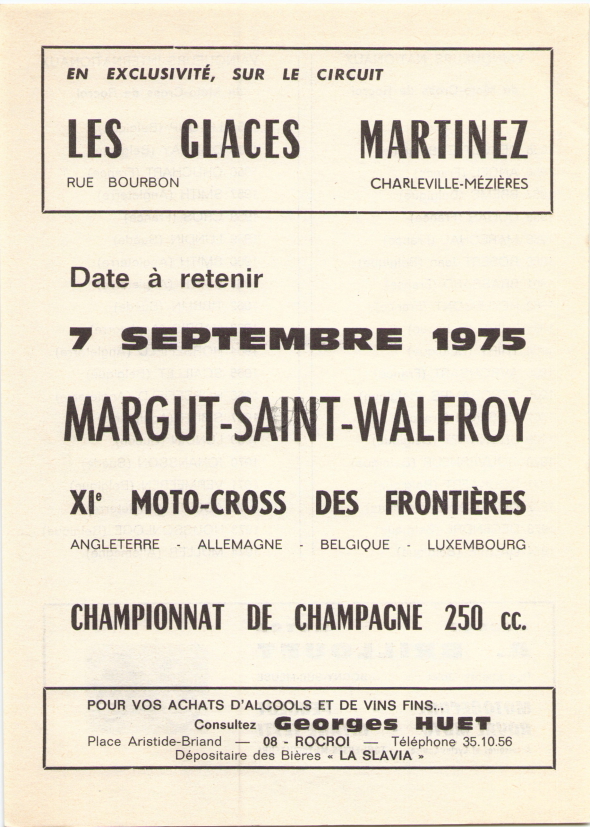 EN EXCLUSIVITÉ, SUR LE CIRCUIT
LES GLACES MARTINEZ
RUE BOURBON CHARLEVILLE-MÉZIÈRES
Date à retenir
7 SEPTEMBRE 1975
MARGUT-SAINT-WALFROY
XIe MOTO-CROSS DES FRONTIÈRES
ANGLETERRE - ALLEMAGNE - BELGIQUE - LUXEMBOURG
CHAMPIONNAT DE CHAMPAGNE 250 cc.
POUR VOS ACHATS D'ALCOOLS ET DE VINS FINS...
Consultez Georges HUET
Place Aristide-Briand — 08 - ROCROI — Téléphone 35.10.56
Dépositaire des Bières « LA SLAVIA »